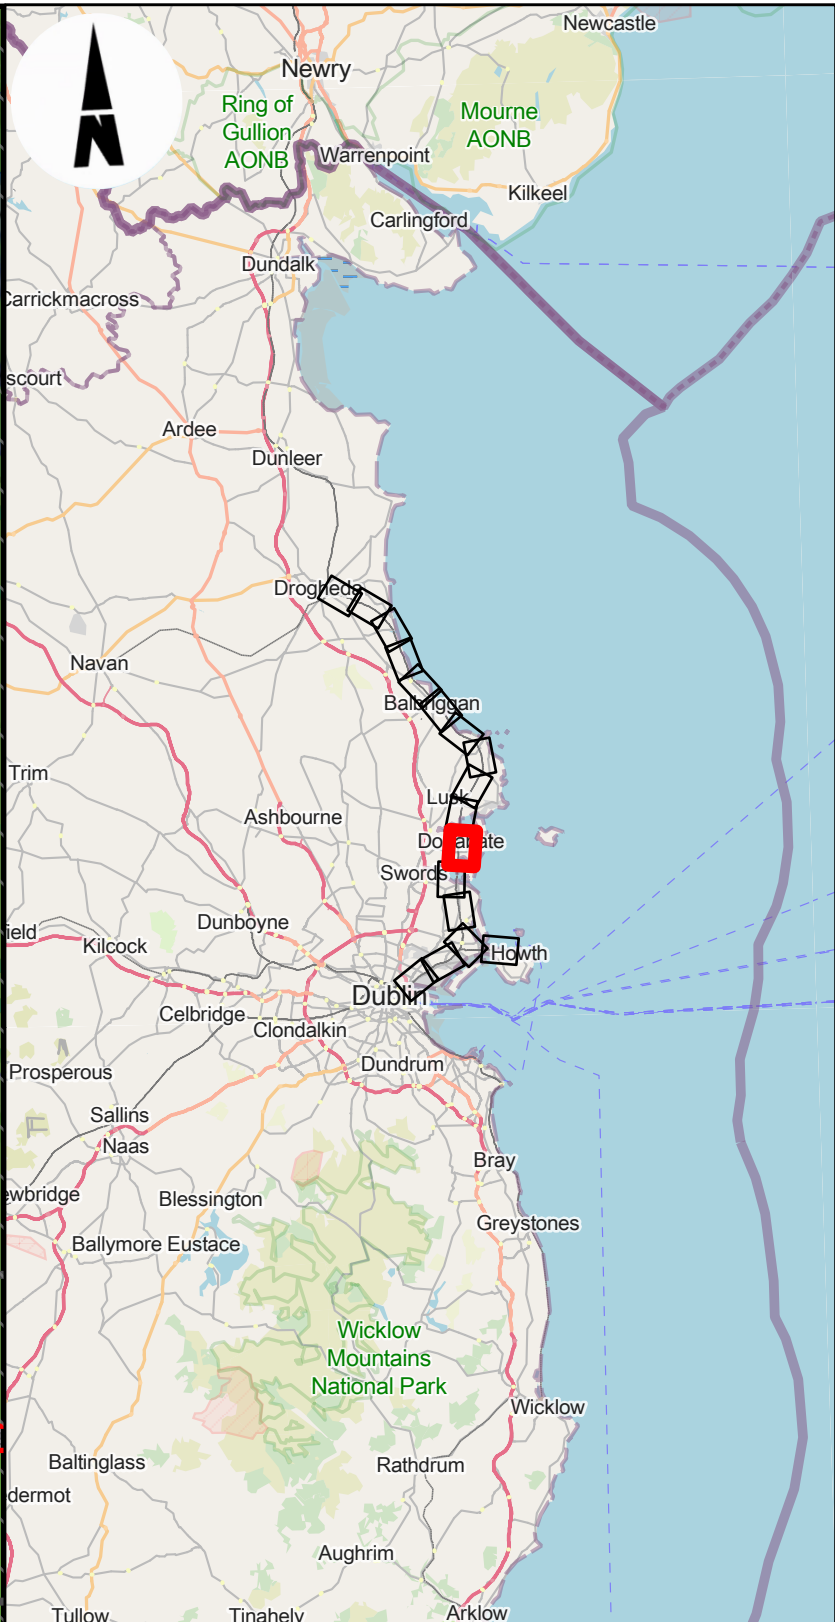 Newcastle
Newry
Ring of
Gullion
AONB
Mourne
AONB
N
Warrenpoint
Kilkeel
Carlingford
Dundalk
Carrickmacross
scourt
Ardee
Dunleer
Drogheda
Navan
Balbriggan
Trim
Lusk
Ashbourne
Donabate
Swords
Dunboyne
ield
Kilcock
Howth
Dublin
Celbridge
Clondalkin
Dundrum
Prosperous
Sallins
Naas
Bray
ewbridge
Blessington
Greystones
Ballymore Eustace
Wicklow
Mountains
National Park
Wicklow
Baltinglass
Rathdrum
dermot
Aughrim
Tullow
Tinahely
Arklow